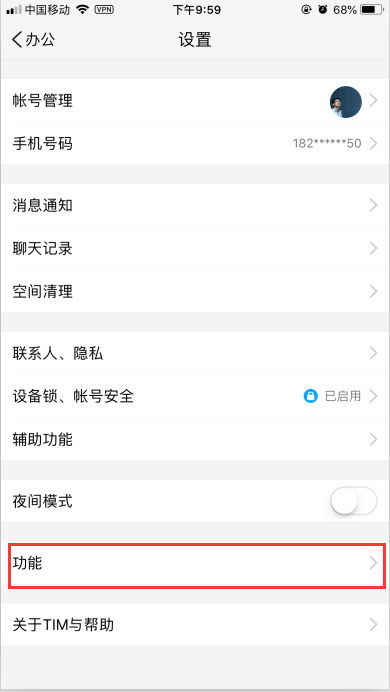 中国移动 VPN 下午9:59 68%
办公 设置
帐号管理
手机号码 182******50
消息通知
聊天记录
空间清理
联系人、隐私
设备锁、帐号安全 已启用
辅助功能
夜间模式
功能
关于TIM与帮助